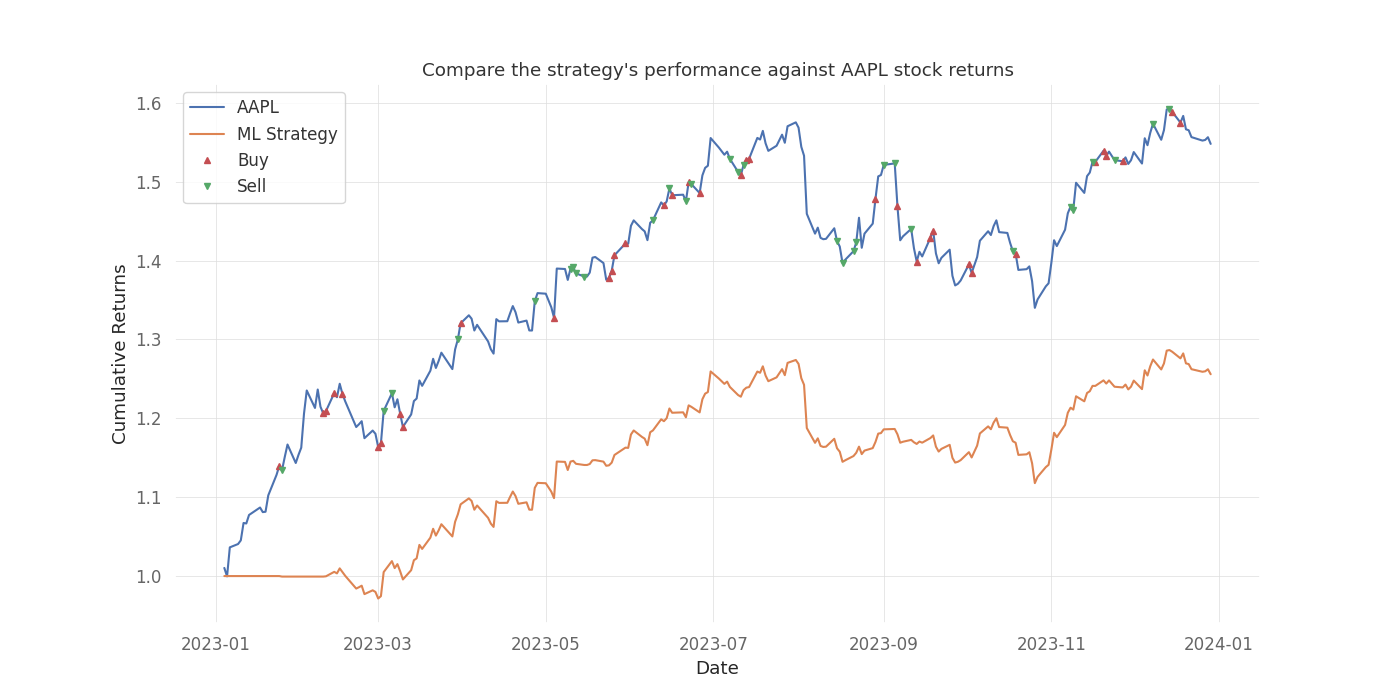 Compare the strategy's performance against AAPL stock returns
AAPL
ML Strategy
Buy
Sell
Cumulative Returns
1.6
1.5
1.4
1.3
1.2
1.1
1.0
2023-01 2023-03 2023-05 2023-07 2023-09 2023-11 2024-01
Date